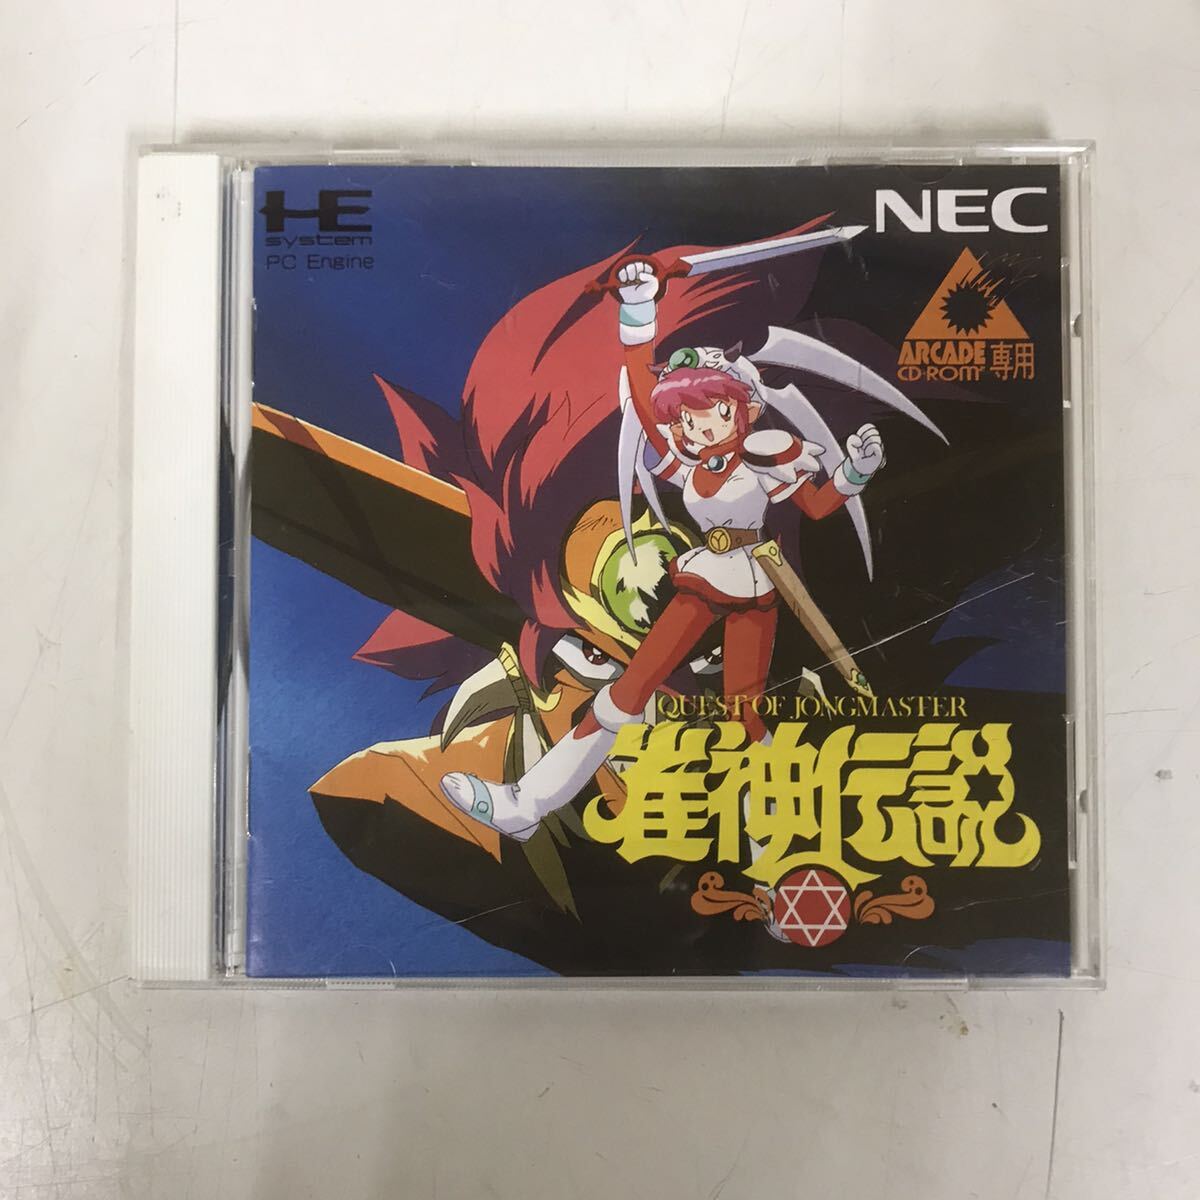 HE
system
PC Engine
NEC
ARCADE
CD-ROM² 専用
QUEST OF JONGMASTER
雀神伝説